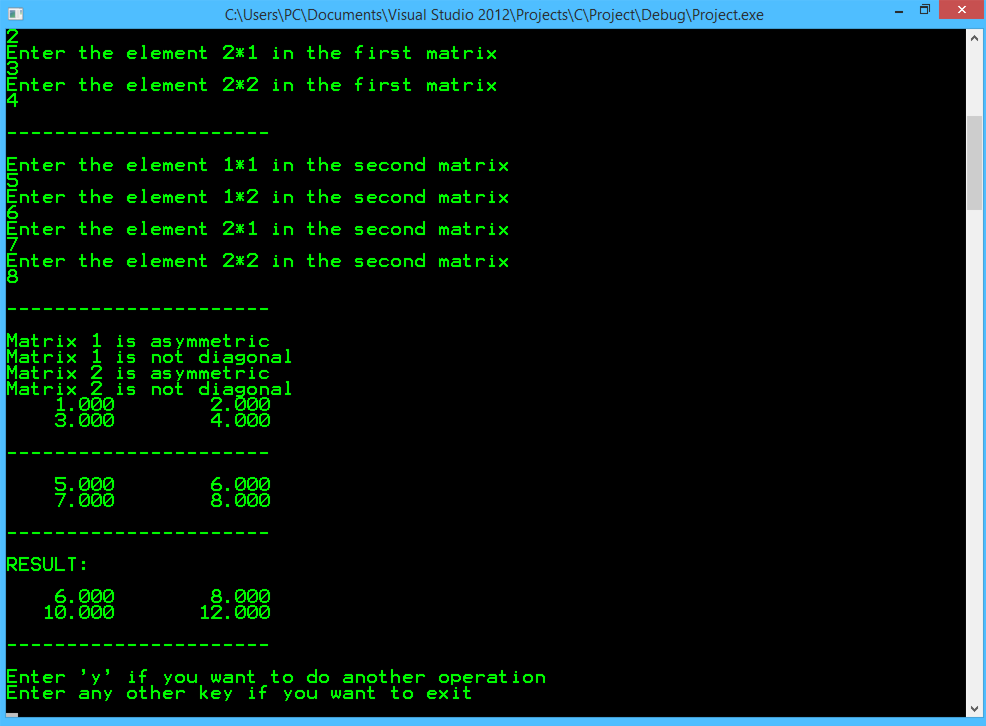 C:\Users\PC\Documents\Visual Studio 2012\Projects\C\Project\Debug\Project.exe
2
Enter the element 2*1 in the first matrix
3
Enter the element 2*2 in the first matrix
4
----------------------
Enter the element 1*1 in the second matrix
5
Enter the element 1*2 in the second matrix
6
Enter the element 2*1 in the second matrix
7
Enter the element 2*2 in the second matrix
8
----------------------
Matrix 1 is asymmetric
Matrix 1 is not diagonal
Matrix 2 is asymmetric
Matrix 2 is not diagonal
1.000 2.000
3.000 4.000
----------------------
5.000 6.000
7.000 8.000
----------------------
RESULT:
6.000 8.000
10.000 12.000
----------------------
Enter 'y' if you want to do another operation
Enter any other key if you want to exit